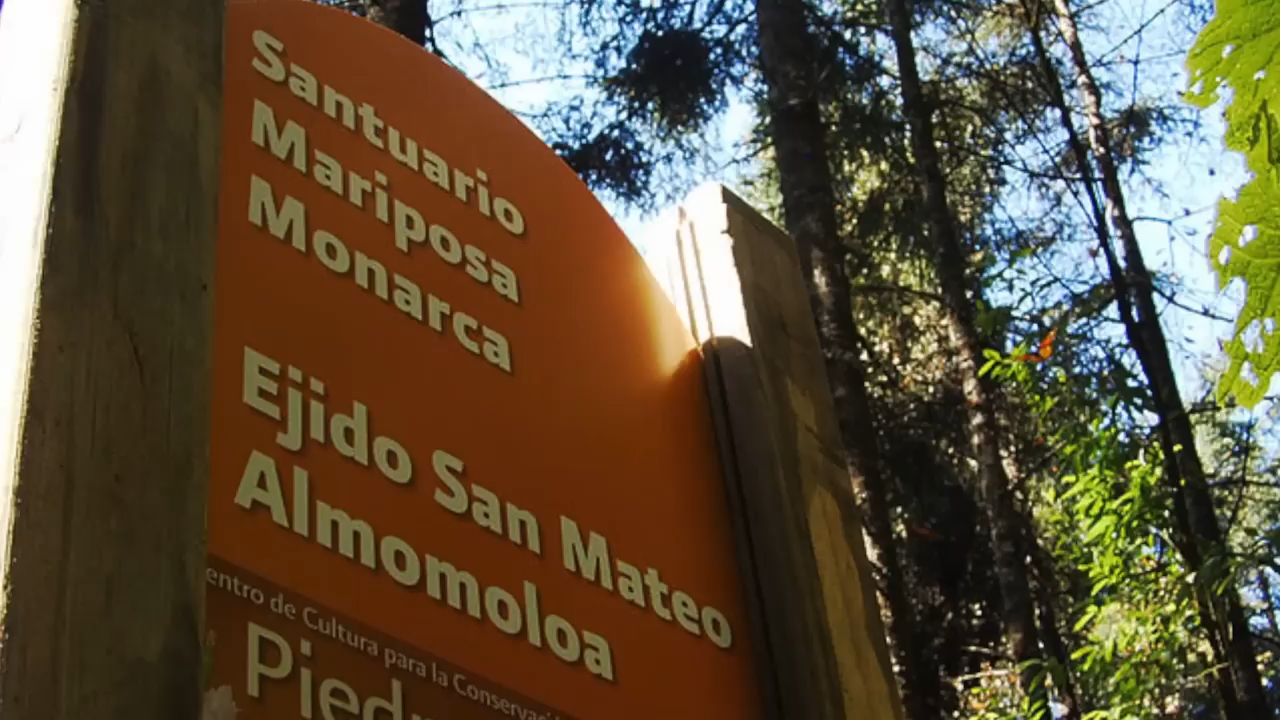 Santuario
Mariposa
Monarca
Ejido San Mateo
Almomoloa
entro de Cultura para la Conservaci
Pied